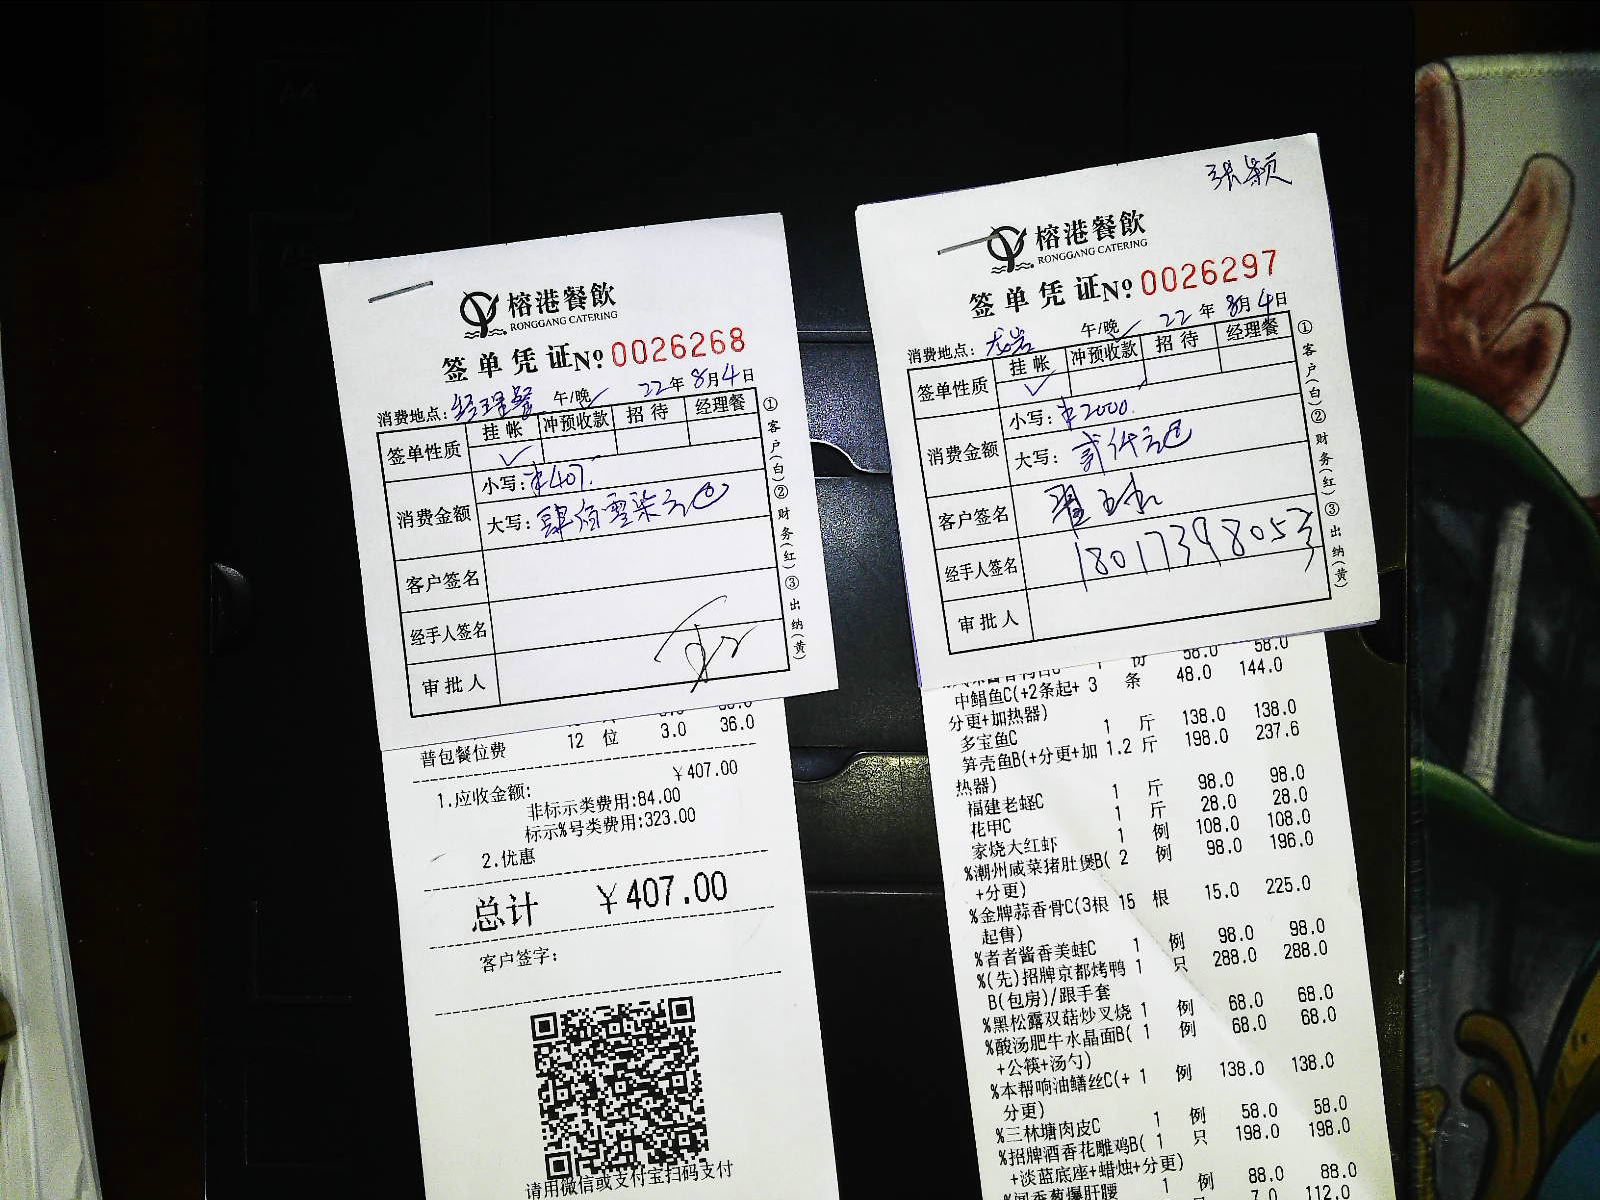 榕港餐飲
RONGGANG CATERING
签单凭证 No 0026268
消费地点: 经理餐 午/晚 ✓ 22年8月4日
签单性质 挂帐 冲预收款 招待 经理餐
✓
消费金额 小写: ¥407.
大写: 肆佰零柒元
客户签名
经手人签名
审批人
①客户(白)②财务(红)③出纳(黄)
36.0
普包餐位费 12 位 3.0 36.0
1.应收金额: ¥407.00
非标示类费用:84.00
标示%号类费用:323.00
2.优惠
总计 ¥407.00
客户签字:
请用微信或支付宝扫码支付
张颖
榕港餐飲
RONGGANG CATERING
签单凭证 No 0026297
消费地点: 龙岩 午/晚 ✓ 22年8月4日
签单性质 挂帐 冲预收款 招待 经理餐
✓
消费金额 小写: ¥2000.
大写: 贰仟元
客户签名
经手人签名 18017398053
审批人
①客户(白)②财务(红)③出纳(黄)
1 份 58.0 58.0
中鲳鱼C(+2条起+ 3 条 48.0 144.0
分更+加热器)
多宝鱼C 1 斤 138.0 138.0
笋壳鱼B(+分更+加 1.2 斤 198.0 237.6
热器)
福建老蛏C 1 斤 98.0 98.0
花甲C 1 斤 28.0 28.0
家烧大红虾 1 例 108.0 108.0
%潮州咸菜猪肚煲B( 2 例 98.0 196.0
+分更)
%金牌蒜香骨C(3根 15 根 15.0 225.0
起售)
%者者酱香美蛙C 1 例 98.0 98.0
%(先)招牌京都烤鸭 1 只 288.0 288.0
B(包房)/跟手套
%黑松露双菇炒叉烧 1 例 68.0 68.0
%酸汤肥牛水晶面B( 1 例 68.0 68.0
+公筷+汤勺)
%本帮响油鳝丝C(+ 1 例 138.0 138.0
分更)
%三林塘肉皮C 1 例 58.0 58.0
%招牌酒香花雕鸡B( 1 只 198.0 198.0
+淡蓝底座+蜡烛+分更)
香葱爆肝腰 1 例 88.0 88.0
7.0 112.0